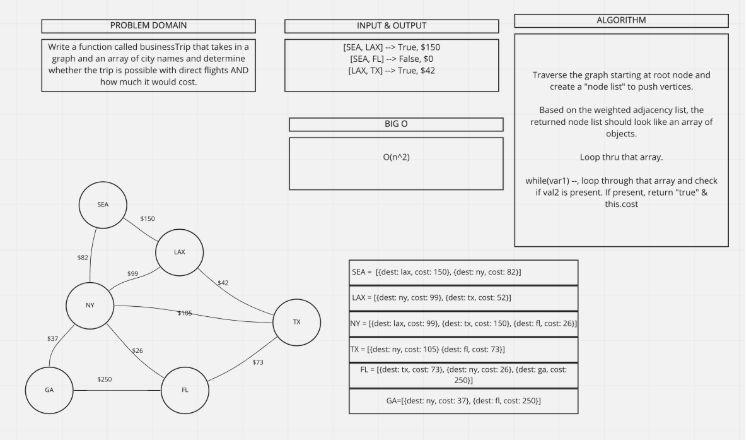 PROBLEM DOMAIN
Write a function called businessTrip that takes in a
graph and an array of city names and determine
whether the trip is possible with direct flights AND
how much it would cost.
INPUT & OUTPUT
[SEA, LAX] --> True, $150
[SEA, FL] --> False, $0
[LAX, TX] --> True, $42
ALGORITHM
Traverse the graph starting at root node and
create a "node list" to push vertices.
Based on the weighted adjacency list, the
returned node list should look like an array of
objects.
Loop thru that array.
while(var1) --, loop through that array and check
if val2 is present. If present, return "true" &
this.cost
BIG O
O(n^2)
SEA
$150
LAX
$82
$99
$42
NY
$105
TX
$37
$26
$73
GA
$250
FL
SEA = [{dest: lax, cost: 150}, {dest: ny, cost: 82}]
LAX = [{dest: ny, cost: 99}, {dest: tx, cost: 52}]
NY = [{dest: lax, cost: 99}, {dest: tx, cost: 150}, {dest: fl, cost: 26}]
TX = [{dest: ny, cost: 105} {dest: fl, cost: 73}]
FL = [{dest: tx, cost: 73}, {dest: ny, cost: 26}, {dest: ga, cost:
250}]
GA=[{dest: ny, cost: 37}, {dest: fl, cost: 250}]